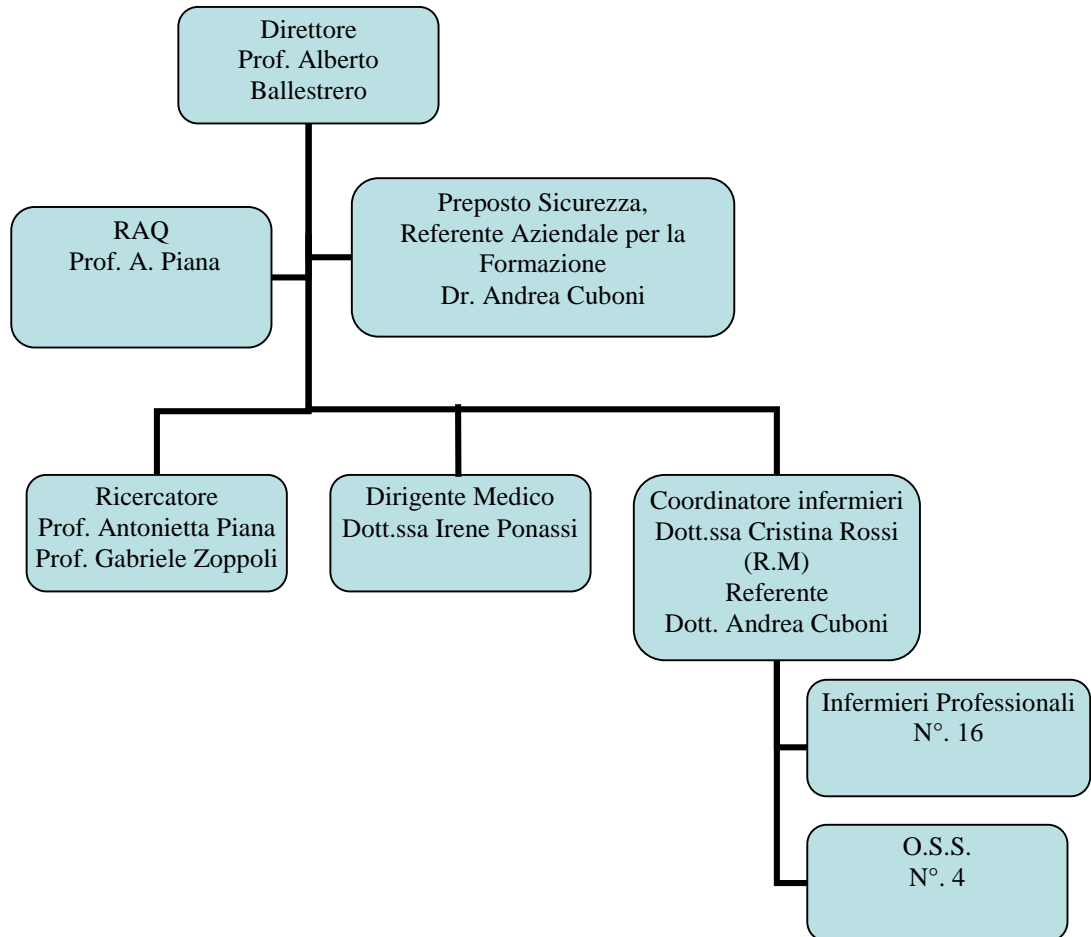 Direttore
Prof. Alberto
Ballestrero
RAQ
Prof. A. Piana
Preposto Sicurezza,
Referente Aziendale per la
Formazione
Dr. Andrea Cuboni
Ricercatore
Prof. Antonietta Piana
Prof. Gabriele Zoppoli
Dirigente Medico
Dott.ssa Irene Ponassi
Coordinatore infermieri
Dott.ssa Cristina Rossi
(R.M)
Referente
Dott. Andrea Cuboni
Infermieri Professionali
N°. 16
O.S.S.
N°. 4